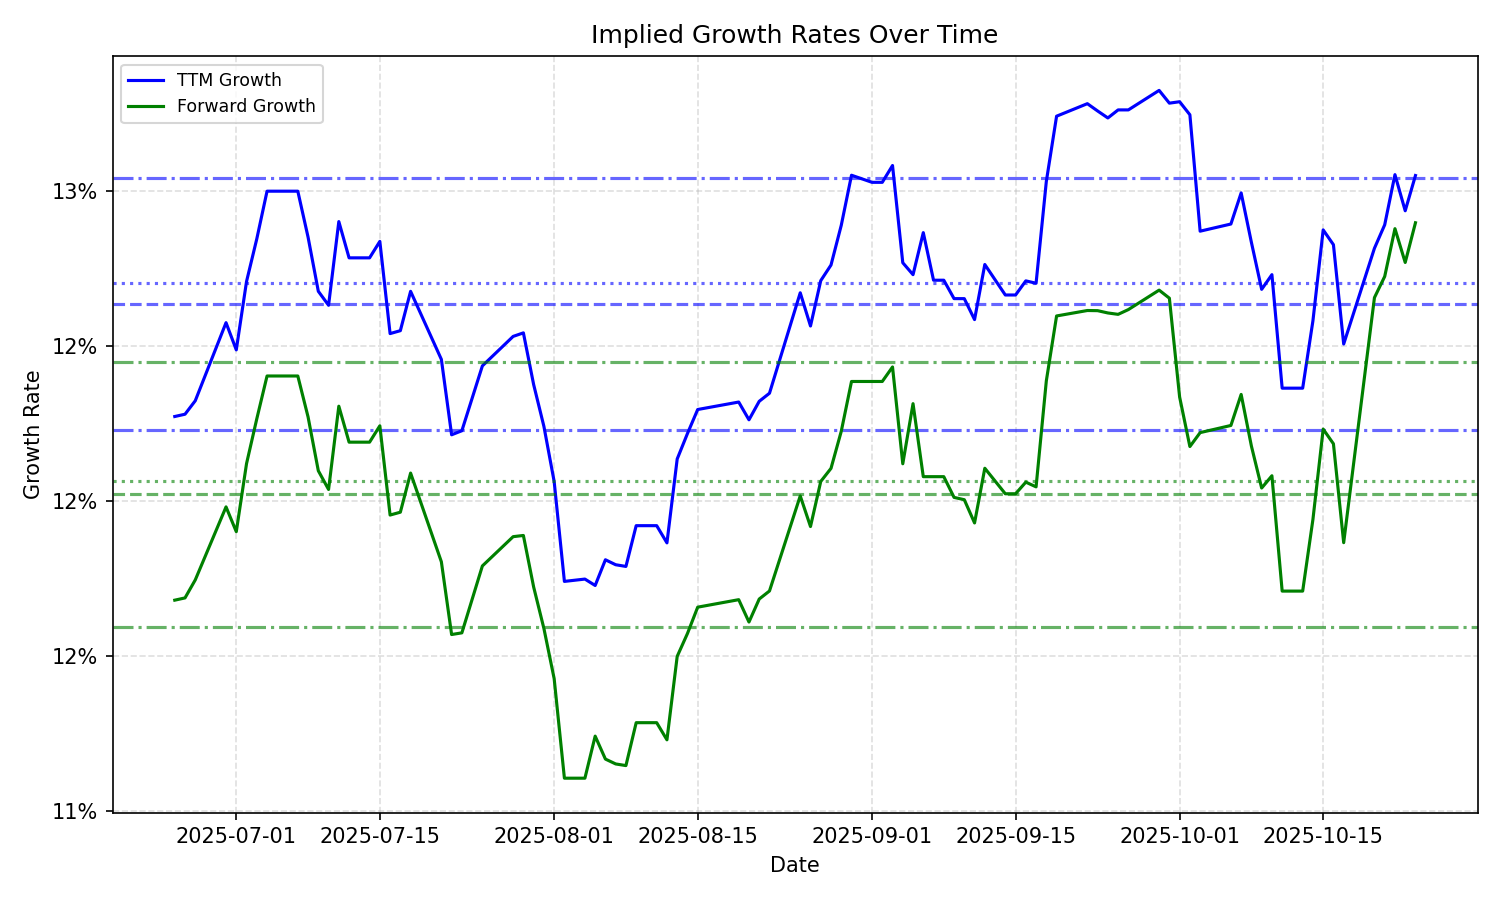 Implied Growth Rates Over Time
TTM Growth
Forward Growth
Growth Rate
13%
12%
12%
12%
11%
2025-07-01
2025-07-15
2025-08-01
2025-08-15
2025-09-01
2025-09-15
2025-10-01
2025-10-15
Date